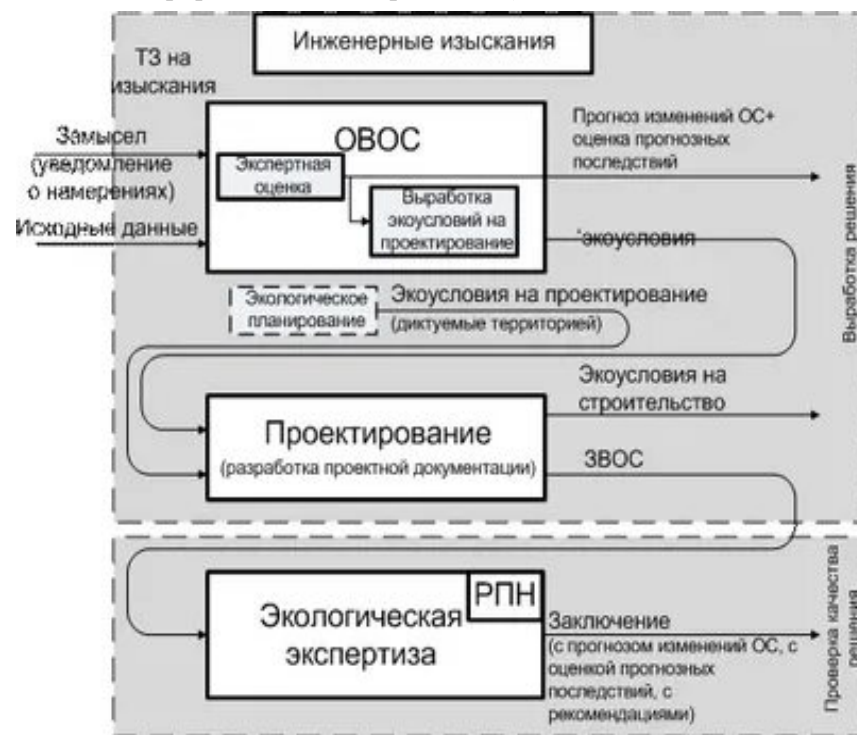 Инженерные изыскания
ТЗ на
изыскания
Замысел
(уведомление
о намерениях)
Исходные данные
ОВОС
Экспертная
оценка
Выработка
экоусловий на
проектирование
Прогноз изменений ОС+
оценка прогнозных
последствий
экоусловия
Экологическое
планирование
Экоусловия на проектирование
(диктуемые территорией)
Выработка решения
Проектирование
(разработка проектной документации)
Экоусловия на
строительство
ЗВОС
Экологическая
экспертиза
РПН
Заключение
(с прогнозом изменений ОС, с
оценкой прогнозных
последствий, с
рекомендациями)
Проверка качества
решения